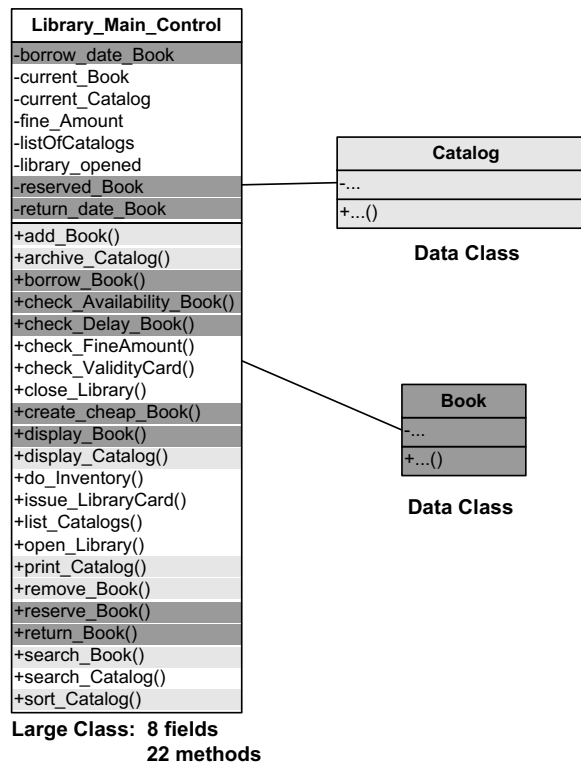 Library_Main_Control
-borrow_date_Book
-current_Book
-current_Catalog
-fine_Amount
-listOfCatalogs
-library_opened
-reserved_Book
-return_date_Book
+add_Book()
+archive_Catalog()
+borrow_Book()
+check_Availability_Book()
+check_Delay_Book()
+check_FineAmount()
+check_ValidityCard()
+close_Library()
+create_cheap_Book()
+display_Book()
+display_Catalog()
+do_Inventory()
+issue_LibraryCard()
+list_Catalogs()
+open_Library()
+print_Catalog()
+remove_Book()
+reserve_Book()
+return_Book()
+search_Book()
+search_Catalog()
+sort_Catalog()
Large Class: 8 fields
22 methods
Catalog
-...
+...()
Data Class
Book
-...
+...()
Data Class